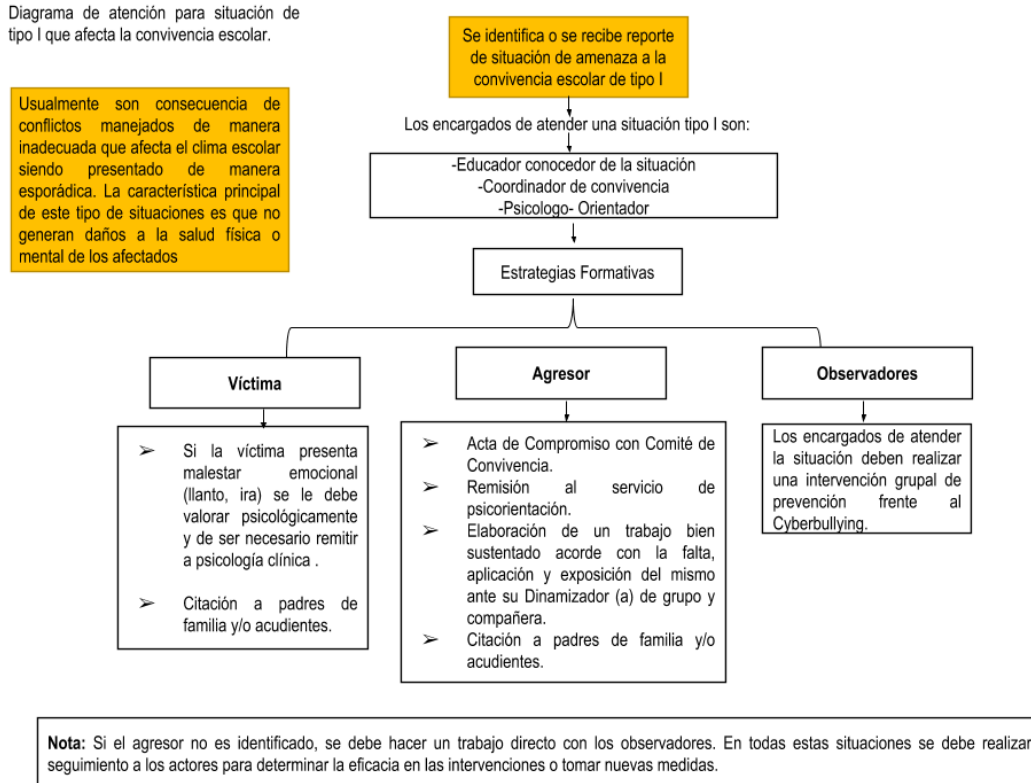 Diagrama de atención para situación de
tipo I que afecta la convivencia escolar.
Se identifica o se recibe reporte
de situación de amenaza a la
convivencia escolar de tipo I
Usualmente son consecuencia de
conflictos manejados de manera
inadecuada que afecta el clima escolar
siendo presentado de manera
esporádica. La característica principal
de este tipo de situaciones es que no
generan daños a la salud física o
mental de los afectados
Los encargados de atender una situación tipo I son:
-Educador conocedor de la situación
-Coordinador de convivencia
-Psicologo- Orientador
Estrategias Formativas
Víctima
➢ Si la víctima presenta
malestar emocional
(llanto, ira) se le debe
valorar psicológicamente
y de ser necesario remitir
a psicología clínica .
➢ Citación a padres de
familia y/o acudientes.
Agresor
➢ Acta de Compromiso con Comité de
Convivencia.
➢ Remisión al servicio de
psicorientación.
➢ Elaboración de un trabajo bien
sustentado acorde con la falta,
aplicación y exposición del mismo
ante su Dinamizador (a) de grupo y
compañera.
➢ Citación a padres de familia y/o
acudientes.
Observadores
Los encargados de atender
la situación deben realizar
una intervención grupal de
prevención frente al
Cyberbullying.
Nota: Si el agresor no es identificado, se debe hacer un trabajo directo con los observadores. En todas estas situaciones se debe realizar
seguimiento a los actores para determinar la eficacia en las intervenciones o tomar nuevas medidas.